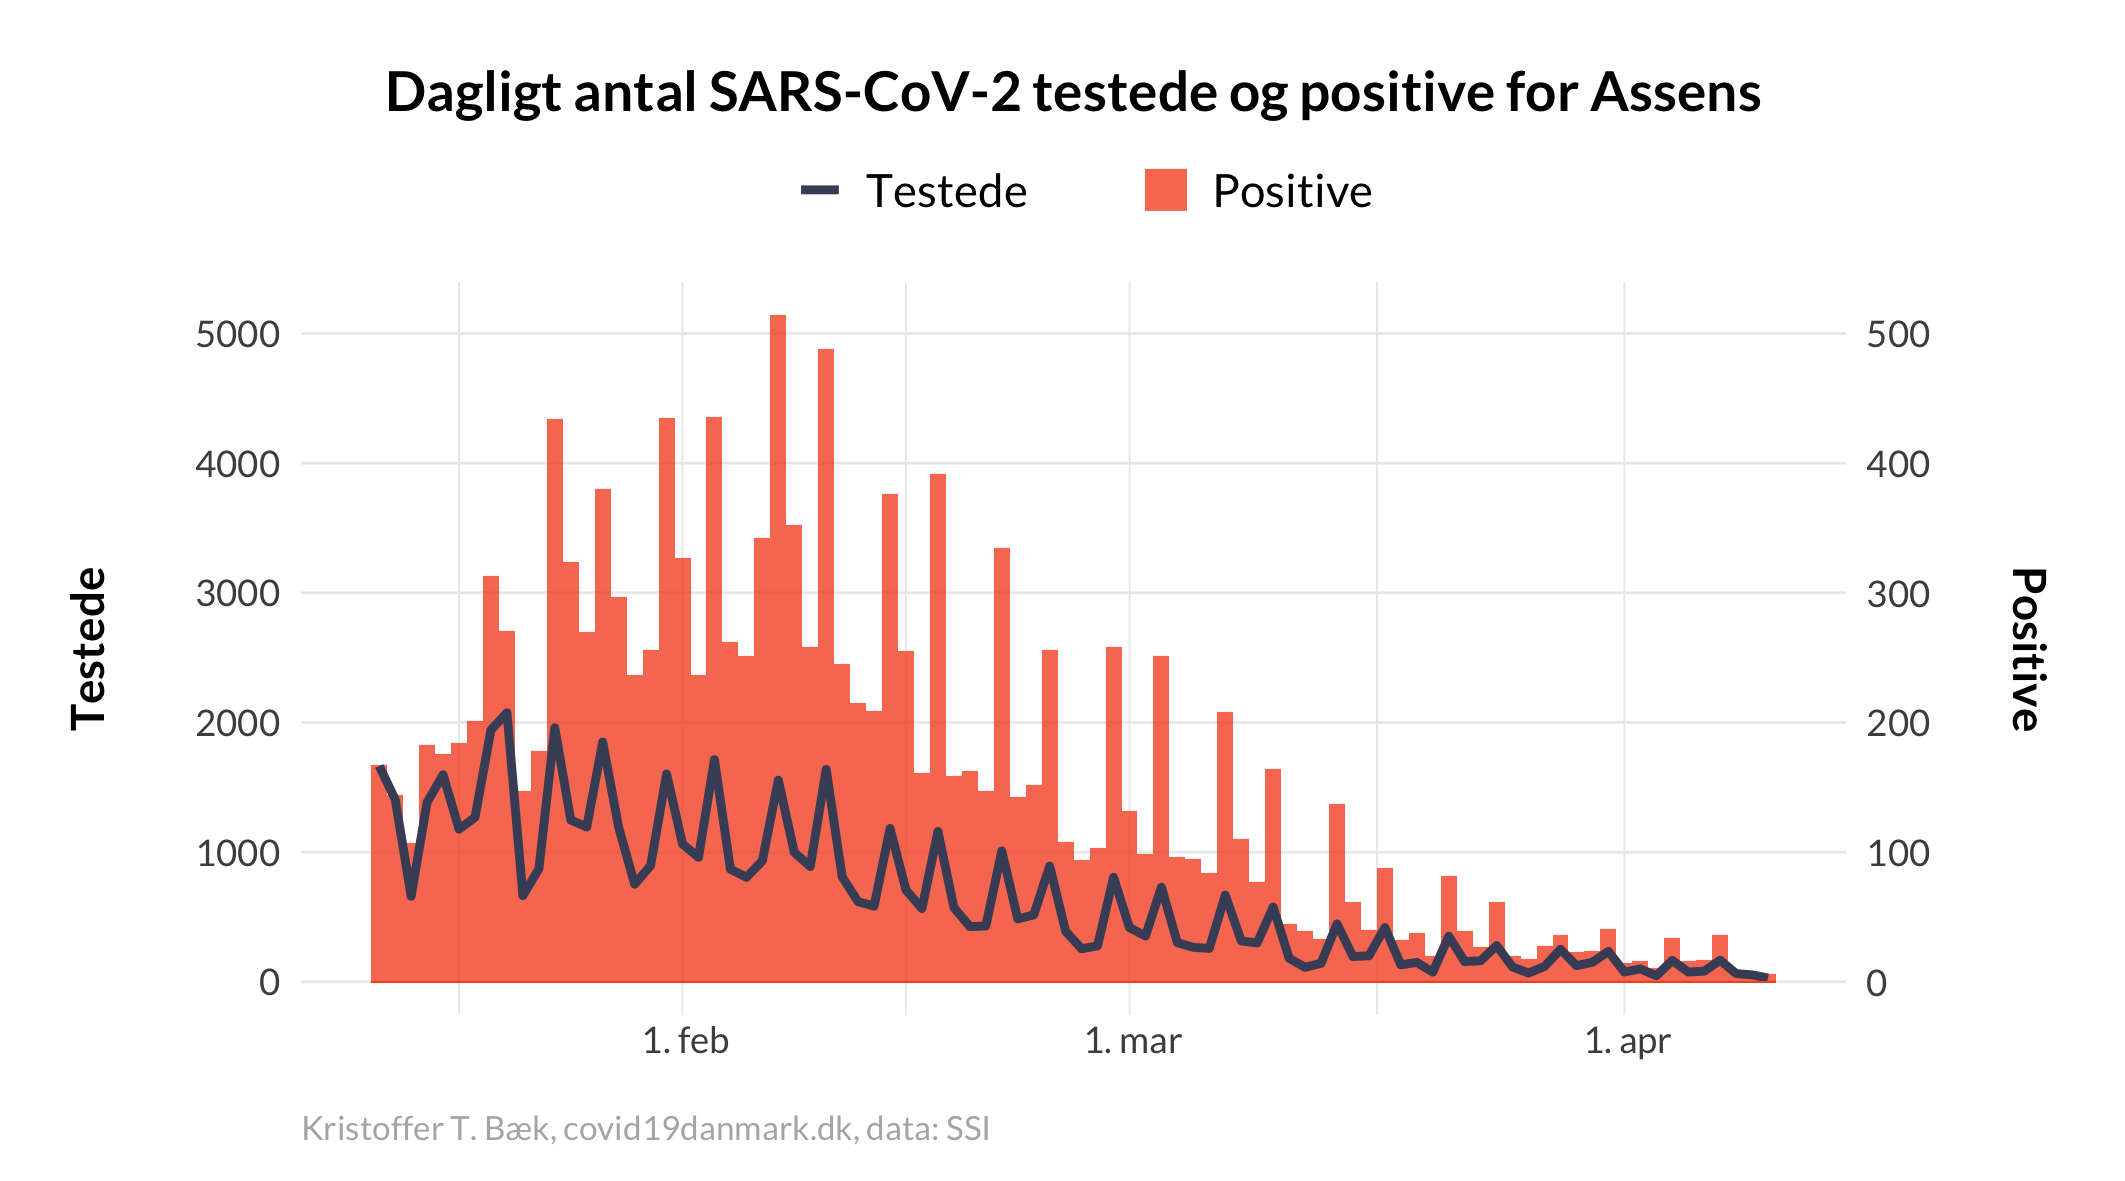 Dagligt antal SARS-CoV-2 testede og positive for Assens
Testede
Positive
5000
4000
3000
2000
1000
0
Testede
500
400
300
200
100
0
Positive
1. feb
1. mar
1. apr
Kristoffer T. Bæk, covid19danmark.dk, data: SSI